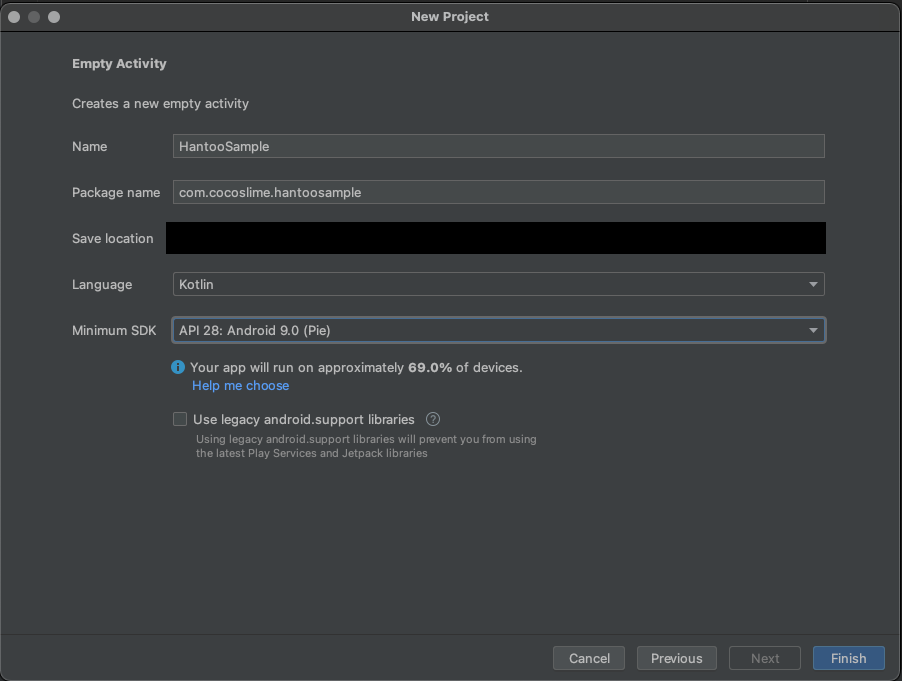 New Project
Empty Activity
Creates a new empty activity
Name HantooSample
Package name com.cocoslime.hantoosample
Save location
Language Kotlin
Minimum SDK API 28: Android 9.0 (Pie)
Your app will run on approximately 69.0% of devices.
Help me choose
Use legacy android.support libraries ?
Using legacy android.support libraries will prevent you from using
the latest Play Services and Jetpack libraries
Cancel Previous Next Finish